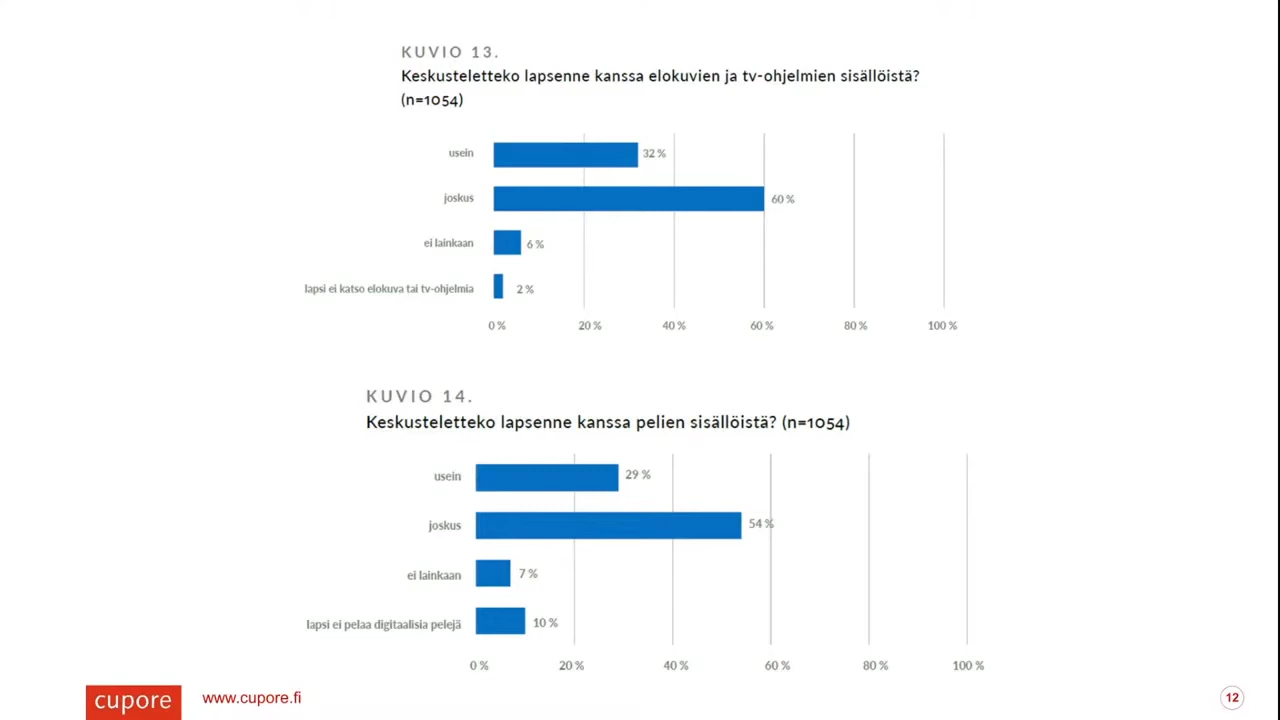 KUVIO 13.
Keskusteletteko lapsenne kanssa elokuvien ja tv-ohjelmien sisällöistä?
(n=1054)
usein 32 %
joskus 60 %
ei lainkaan 6 %
lapsi ei katso elokuva tai tv-ohjelmia 2 %
0 % 20 % 40 % 60 % 80 % 100 %
KUVIO 14.
Keskusteletteko lapsenne kanssa pelien sisällöistä? (n=1054)
usein 29 %
joskus 54 %
ei lainkaan 7 %
lapsi ei pelaa digitaalisia pelejä 10 %
0 % 20 % 40 % 60 % 80 % 100 %
cupore www.cupore.fi 12